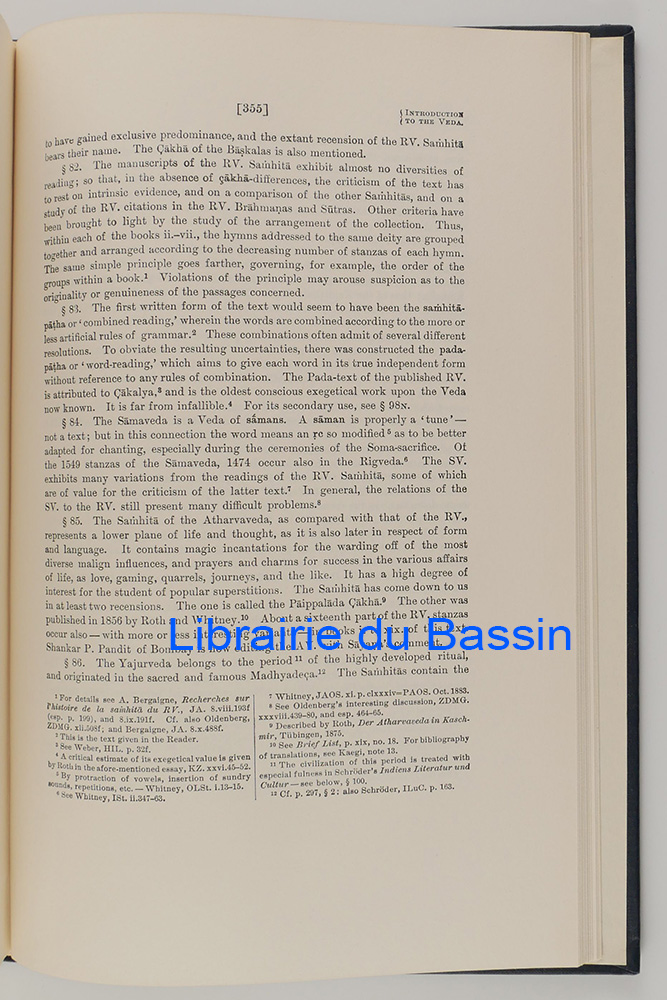 [355]
{ INTRODUCTION
{ TO THE VEDA.
to have gained exclusive predominance, and the extant recension of the RV. Saṁhitā
bears their name. The Çākhā of the Bāṣkalas is also mentioned.
§ 82. The manuscripts of the RV. Saṁhitā exhibit almost no diversities of
reading; so that, in the absence of çākhā-differences, the criticism of the text has
to rest on intrinsic evidence, and on a comparison of the other Saṁhitās, and on a
study of the RV. citations in the RV. Brāhmaṇas and Sūtras. Other criteria have
been brought to light by the study of the arrangement of the collection. Thus,
within each of the books ii.–vii., the hymns addressed to the same deity are grouped
together and arranged according to the decreasing number of stanzas of each hymn.
The same simple principle goes farther, governing, for example, the order of the
groups within a book.¹ Violations of the principle may arouse suspicion as to the
originality or genuineness of the passages concerned.
§ 83. The first written form of the text would seem to have been the saṁhitā-
pāṭha or ‘combined reading,’ wherein the words are combined according to the more or
less artificial rules of grammar.² These combinations often admit of several different
resolutions. To obviate the resulting uncertainties, there was constructed the pada-
pāṭha or ‘word-reading,’ which aims to give each word in its true independent form
without reference to any rules of combination. The Pada-text of the published RV.
is attributed to Çākalya,³ and is the oldest conscious exegetical work upon the Veda
now known. It is far from infallible.⁴ For its secondary use, see § 98N.
§ 84. The Sāmaveda is a Veda of sā́mans. A sāman is properly a ‘tune’ —
not a text; but in this connection the word means an ṛc so modified⁵ as to be better
adapted for chanting, especially during the ceremonies of the Soma-sacrifice. Of
the 1549 stanzas of the Sāmaveda, 1474 occur also in the Rigveda.⁶ The SV.
exhibits many variations from the readings of the RV. Saṁhitā, some of which
are of value for the criticism of the latter text.⁷ In general, the relations of the
SV. to the RV. still present many difficult problems.⁸
§ 85. The Saṁhitā of the Atharvaveda, as compared with that of the RV.,
represents a lower plane of life and thought, as it is also later in respect of form
and language. It contains magic incantations for the warding off of the most
diverse malign influences, and prayers and charms for success in the various affairs
of life, as love, gaming, quarrels, journeys, and the like. It has a high degree of
interest for the student of popular superstitions. The Saṁhitā has come down to us
in at least two recensions. The one is called the Pāippalāda Çākhā.⁹ The other was
published in 1856 by Roth and Whitney.¹⁰ About a sixteenth part of the RV. stanzas
occur also — with more or less interesting
Shankar P. Pandit of Bombay is now editing the
Librairie du Bassin
§ 86. The Yajurveda belongs to the period¹¹ of the highly developed ritual,
and originated in the sacred and famous Madhyadeça.¹² The Saṁhitās contain the
¹ For details see A. Bergaigne, Recherches sur
l'histoire de la saṁhitā du RV., JA. 8.viii.193f
(esp. p. 199), and 8.ix.191f. Cf. also Oldenberg,
ZDMG. xli.508f; and Bergaigne, JA. 8.x.488f.
² This is the text given in the Reader.
³ See Weber, HIL. p. 32f.
⁴ A critical estimate of its exegetical value is given
by Roth in the afore-mentioned essay, KZ. xxvi.45–52.
⁵ By protraction of vowels, insertion of sundry
sounds, repetitions, etc. — Whitney, OLSt. i.13–15.
⁶ See Whitney, ISt. ii.347–63.
⁷ Whitney, JAOS. xi. p. clxxxiv=PAOS. Oct. 1883.
⁸ See Oldenberg's interesting discussion, ZDMG.
xxxviii.439–80, and esp. 464–65.
⁹ Described by Roth, Der Atharvaveda in Kasch-
mir, Tübingen, 1875.
¹⁰ See Brief List, p. xix, no. 18. For bibliography
of translations, see Kaegi, note 13.
¹¹ The civilization of this period is treated with
especial fulness in Schröder's Indiens Literatur und
Cultur — see below, § 100.
¹² Cf. p. 297, § 2; also Schröder, ILuC. p. 163.